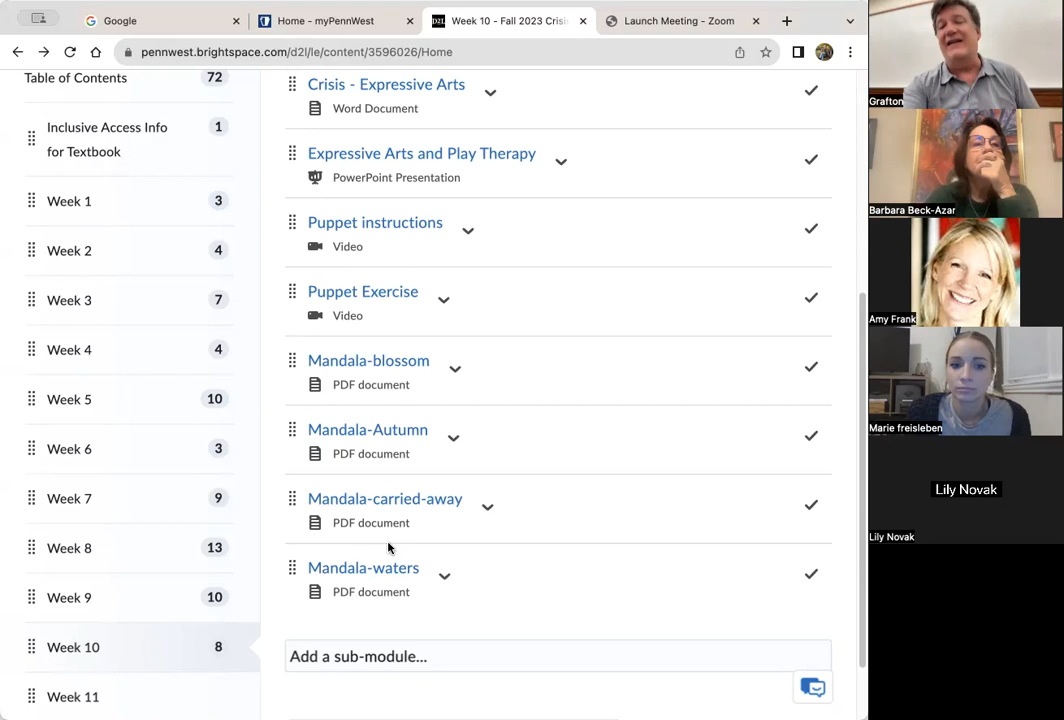 Google
Home - myPennWest
D2L
Week 10 - Fall 2023 Crisi
Launch Meeting - Zoom
pennwest.brightspace.com/d2l/le/content/3596026/Home
Table of Contents
72
Inclusive Access Info
for Textbook
1
Week 1
3
Week 2
4
Week 3
7
Week 4
4
Week 5
10
Week 6
3
Week 7
9
Week 8
13
Week 9
10
Week 10
8
Week 11
Crisis - Expressive Arts
Word Document
Expressive Arts and Play Therapy
PowerPoint Presentation
Puppet instructions
Video
Puppet Exercise
Video
Mandala-blossom
PDF document
Mandala-Autumn
PDF document
Mandala-carried-away
PDF document
Mandala-waters
PDF document
Add a sub-module...
Grafton
Barbara Beck-Azar
Amy Frank
Marie freisleben
Lily Novak
Lily Novak